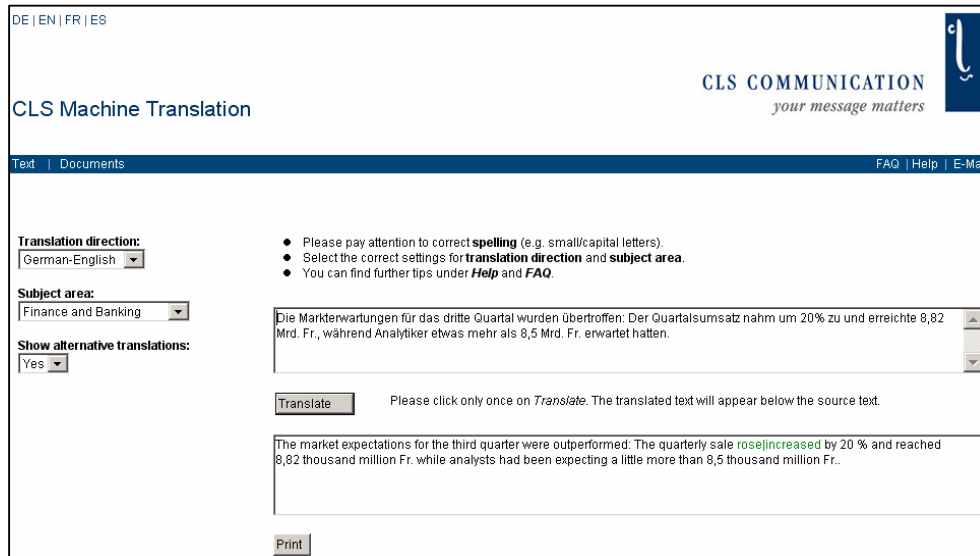 DE | EN | FR | ES
CLS COMMUNICATION
your message matters
CLS Machine Translation
Text | Documents
FAQ | Help | E-Ma
Translation direction:
German-English
Subject area:
Finance and Banking
Show alternative translations:
Yes
Please pay attention to correct spelling (e.g. small/capital letters).
Select the correct settings for translation direction and subject area.
You can find further tips under Help and FAQ.
Die Markterwartungen für das dritte Quartal wurden übertroffen: Der Quartalsumsatz nahm um 20% zu und erreichte 8,82
Mrd. Fr., während Analytiker etwas mehr als 8,5 Mrd. Fr. erwartet hatten.
Translate
Please click only once on Translate. The translated text will appear below the source text.
The market expectations for the third quarter were outperformed: The quarterly sale rose|increased by 20 % and reached
8,82 thousand million Fr. while analysts had been expecting a little more than 8,5 thousand million Fr..
Print